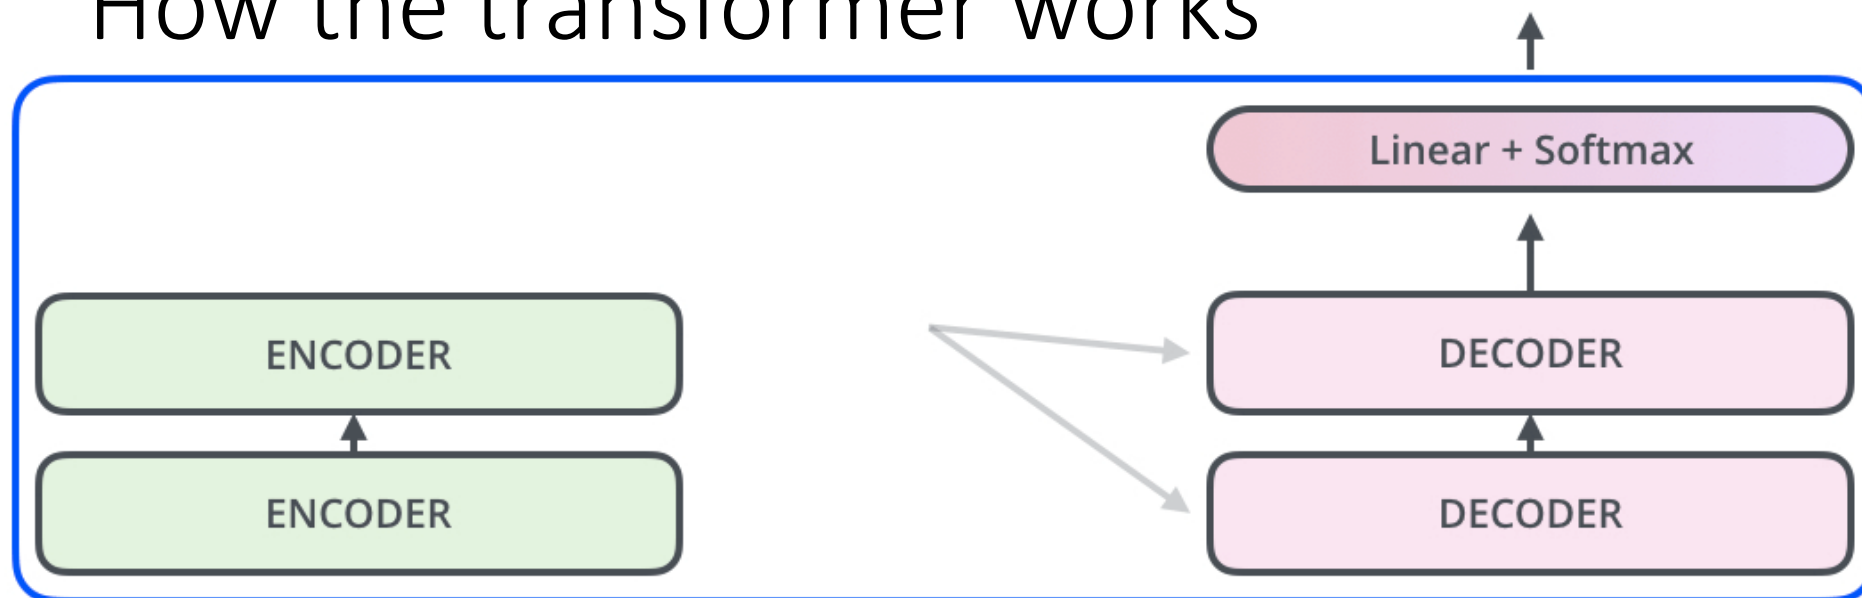 How the transformer works
Linear + Softmax
ENCODER
DECODER
ENCODER
DECODER